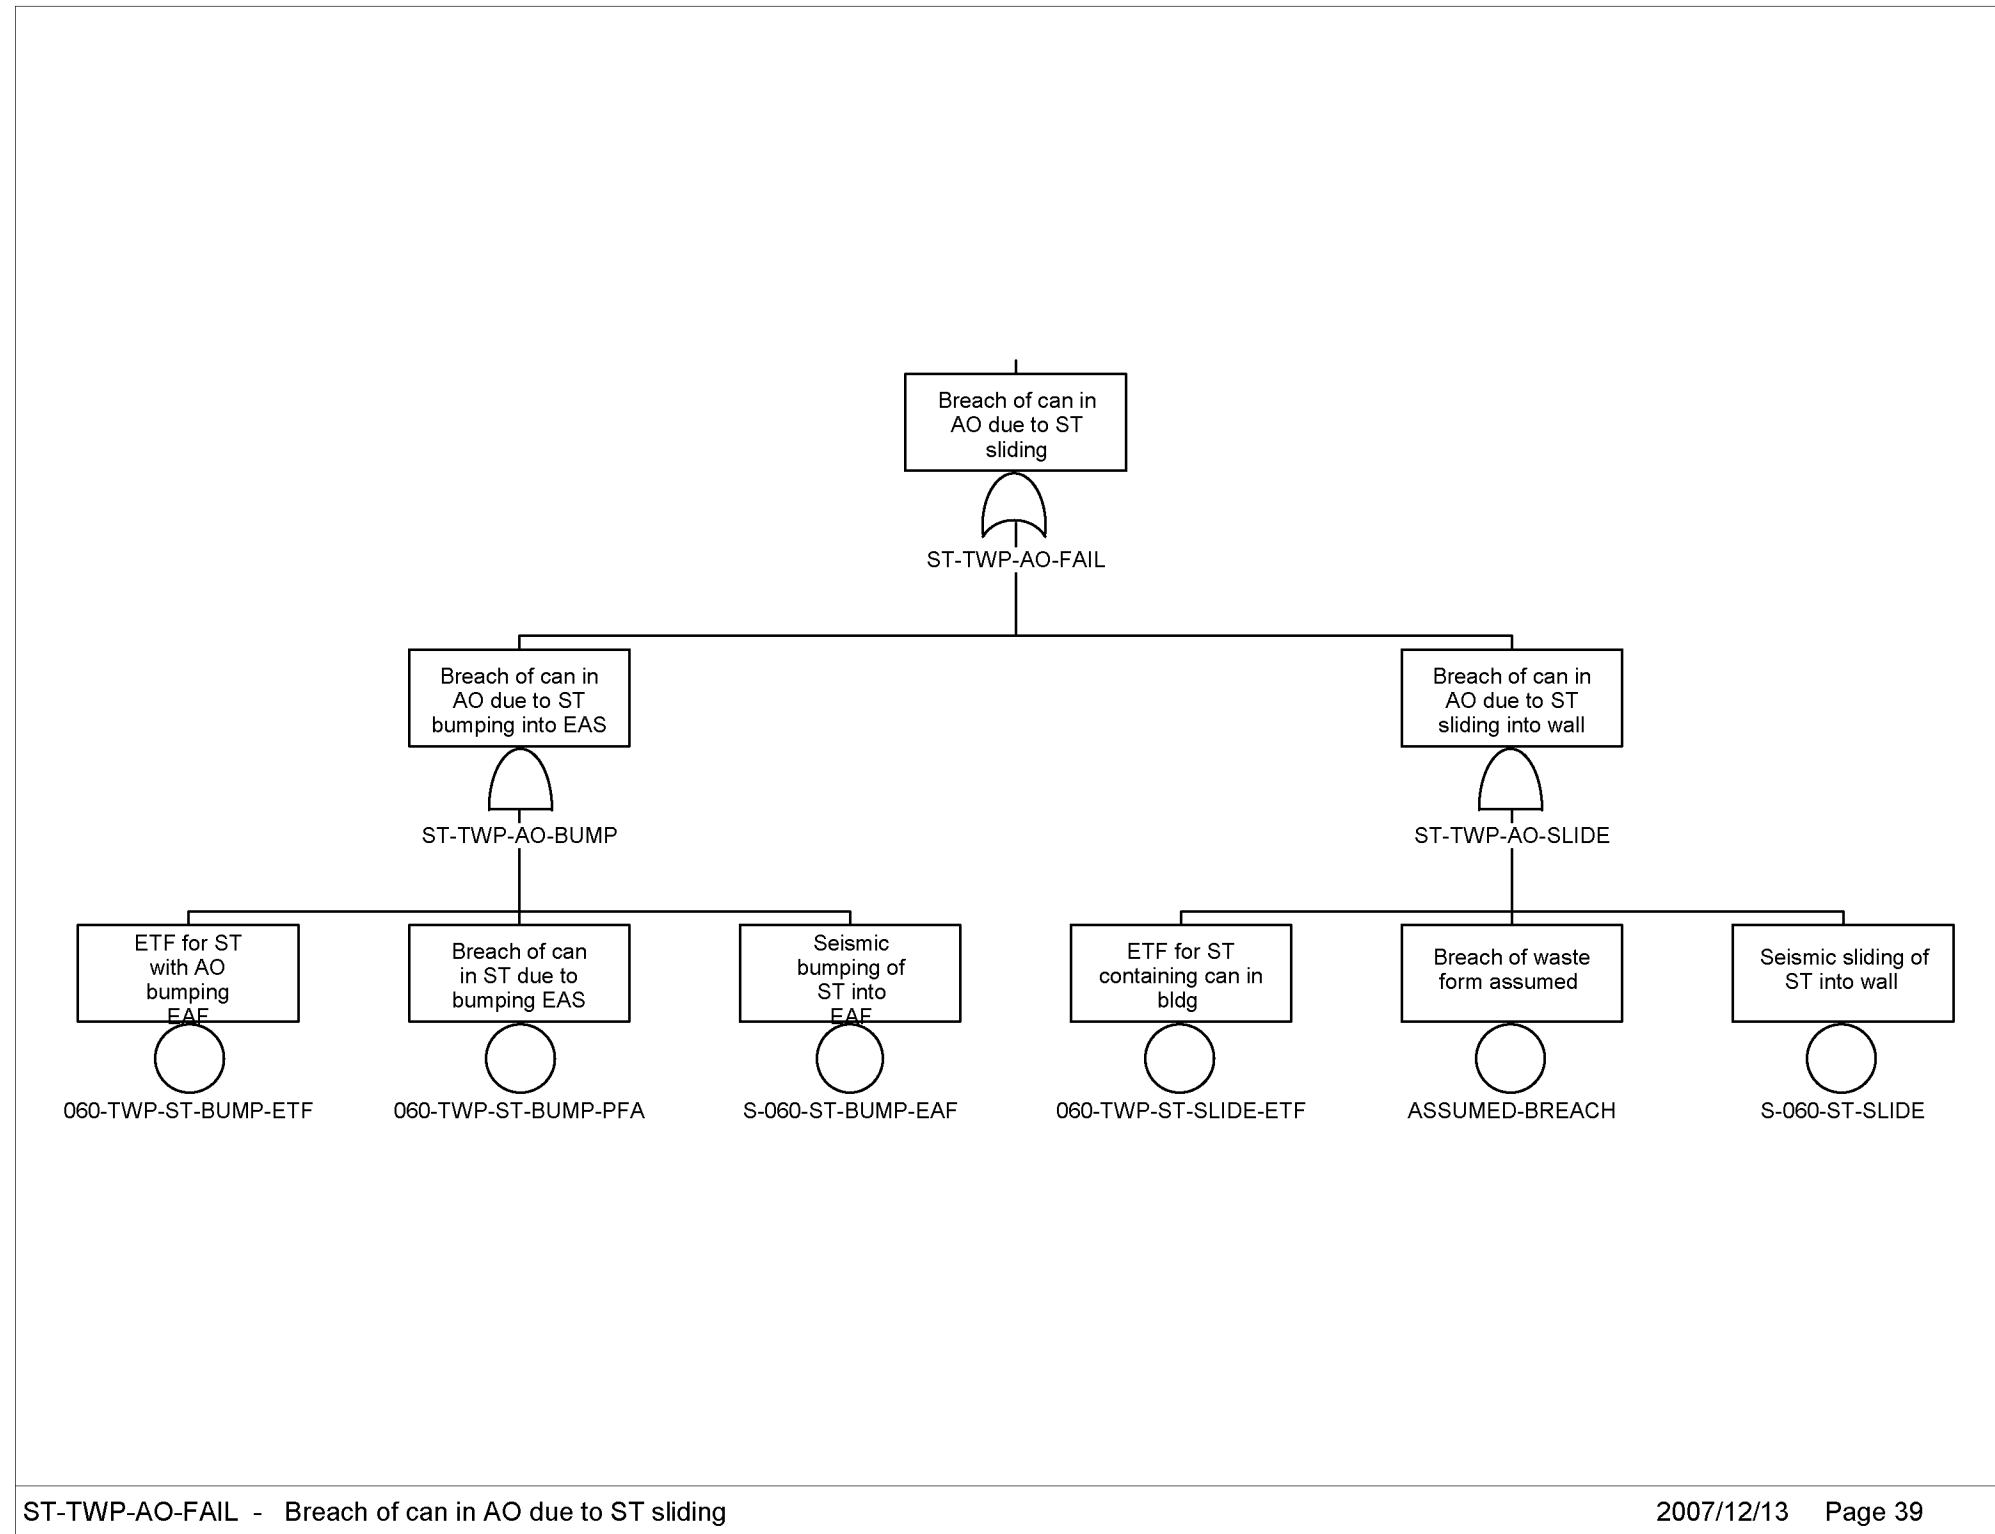 Breach of can in
AO due to ST
sliding
ST-TWP-AO-FAIL
Breach of can in
AO due to ST
bumping into EAS
ST-TWP-AO-BUMP
Breach of can in
AO due to ST
sliding into wall
ST-TWP-AO-SLIDE
ETF for ST
with AO
bumping
EAF
060-TWP-ST-BUMP-ETF
Breach of can
in ST due to
bumping EAS
060-TWP-ST-BUMP-PFA
Seismic
bumping of
ST into
EAF
S-060-ST-BUMP-EAF
ETF for ST
containing can in
bldg
060-TWP-ST-SLIDE-ETF
Breach of waste
form assumed
ASSUMED-BREACH
Seismic sliding of
ST into wall
S-060-ST-SLIDE
ST-TWP-AO-FAIL - Breach of can in AO due to ST sliding
2007/12/13 Page 39